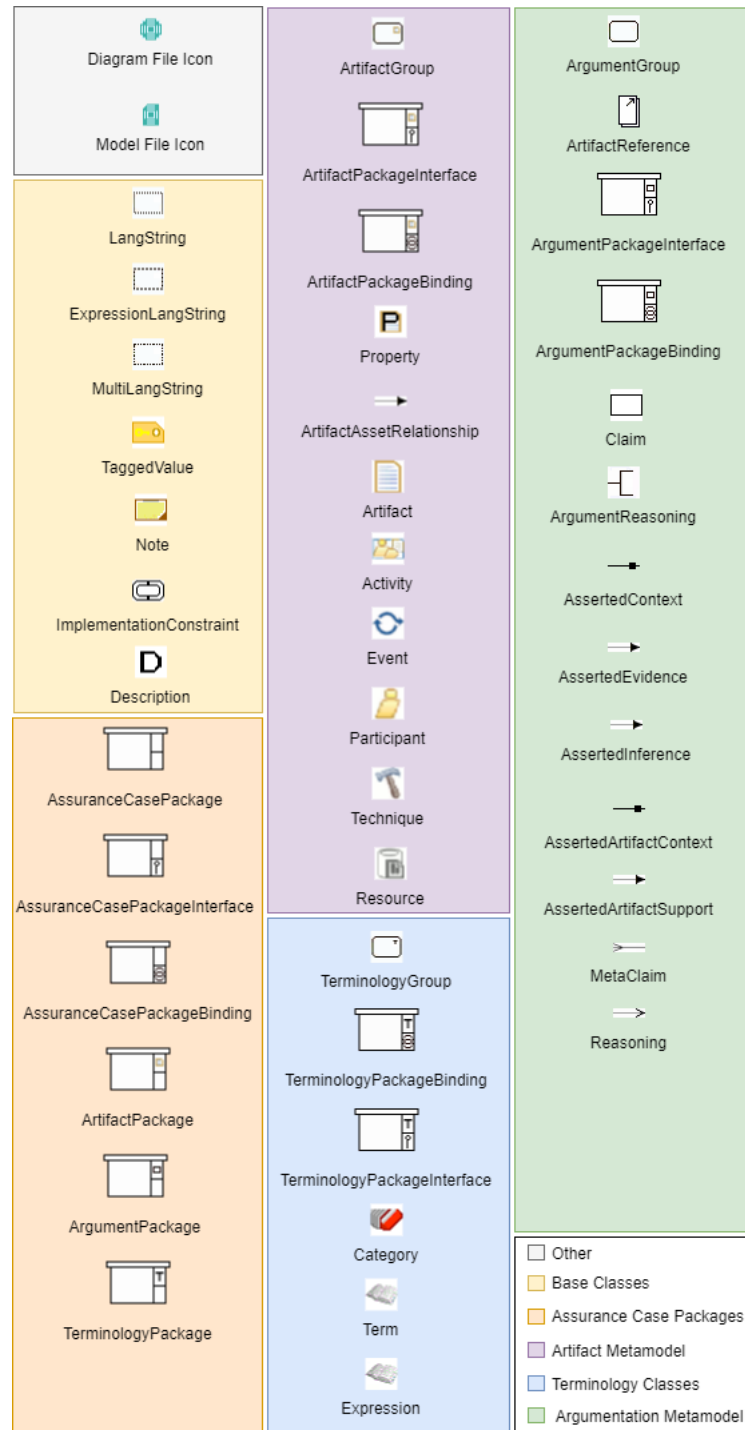 Diagram File Icon
Model File Icon
LangString
ExpressionLangString
MultiLangString
TaggedValue
Note
ImplementationConstraint
D
Description
AssuranceCasePackage
AssuranceCasePackageInterface
AssuranceCasePackageBinding
ArtifactPackage
ArgumentPackage
T
TerminologyPackage
ArtifactGroup
ArtifactPackageInterface
ArtifactPackageBinding
P
Property
ArtifactAssetRelationship
Artifact
Activity
Event
Participant
Technique
Resource
T
TerminologyGroup
T
TerminologyPackageBinding
T
TerminologyPackageInterface
Category
Term
Expression
ArgumentGroup
ArtifactReference
ArgumentPackageInterface
ArgumentPackageBinding
Claim
ArgumentReasoning
AssertedContext
AssertedEvidence
AssertedInference
AssertedArtifactContext
AssertedArtifactSupport
MetaClaim
Reasoning
Other
Base Classes
Assurance Case Packages
Artifact Metamodel
Terminology Classes
Argumentation Metamodel